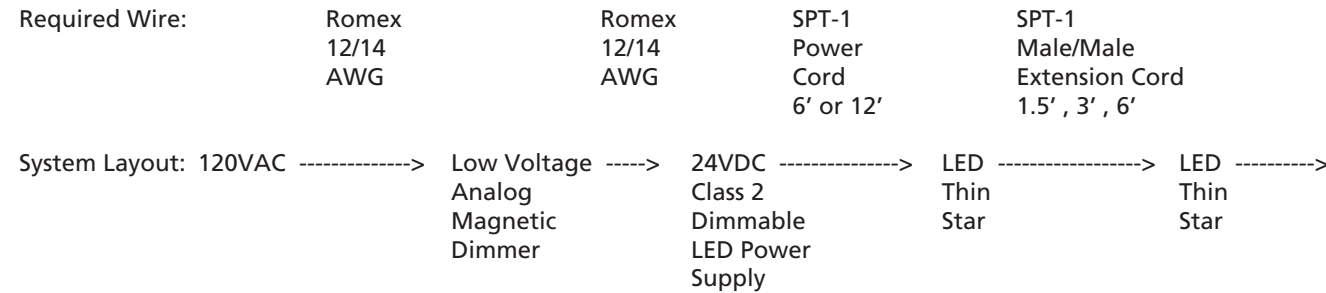 Required Wire: Romex Romex SPT-1 SPT-1
12/14 12/14 Power Male/Male
AWG AWG Cord Extension Cord
6’ or 12’ 1.5’ , 3’ , 6’
System Layout: 120VAC --------------> Low Voltage -----> 24VDC ---------------> LED ------------------> LED ---------->
Analog Class 2 Thin Thin
Magnetic Dimmable Star Star
Dimmer LED Power
Supply